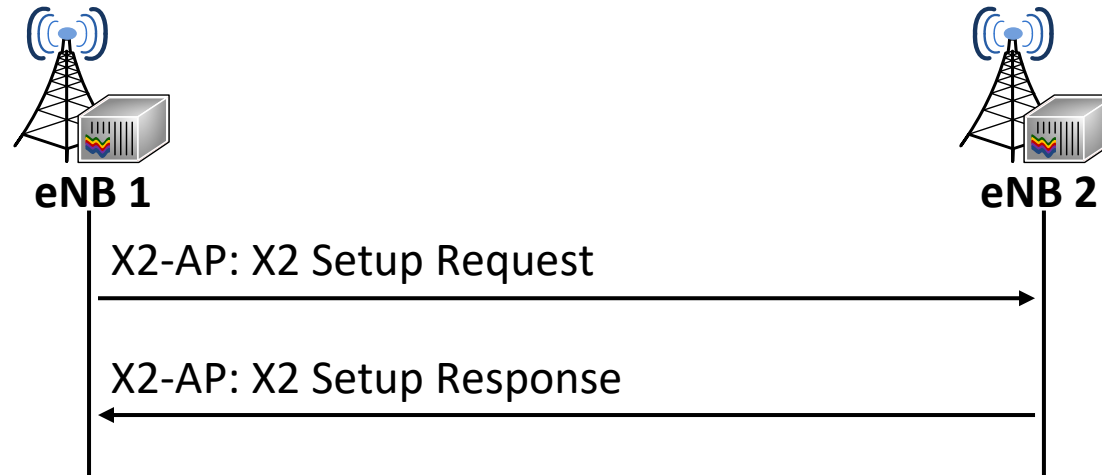 eNB 1
eNB 2
X2-AP: X2 Setup Request
X2-AP: X2 Setup Response